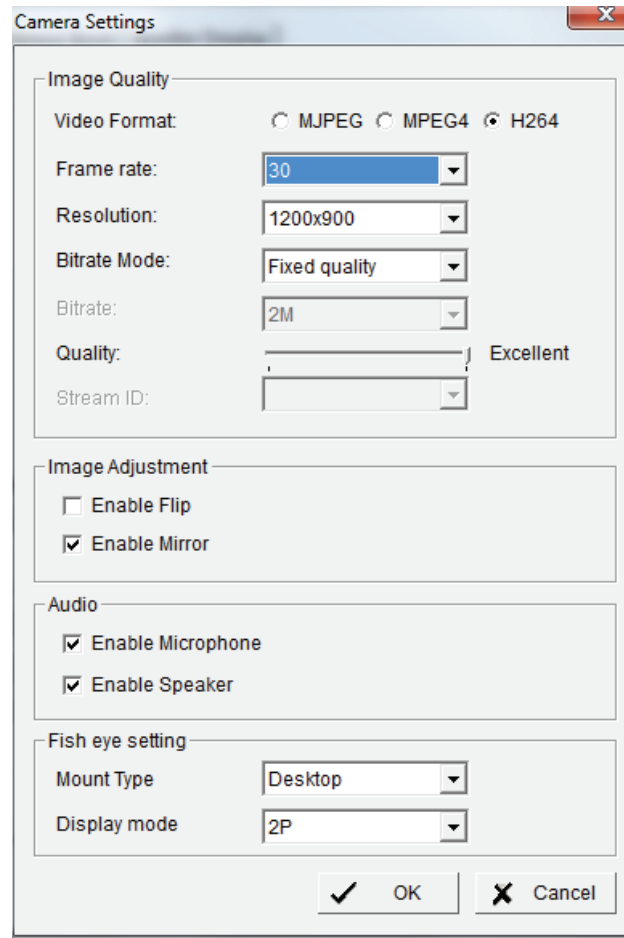 Camera Settings
Image Quality
Video Format: MJPEG MPEG4 H264
Frame rate: 30
Resolution: 1200x900
Bitrate Mode: Fixed quality
Bitrate: 2M
Quality: Excellent
Stream ID:
Image Adjustment
Enable Flip
Enable Mirror
Audio
Enable Microphone
Enable Speaker
Fish eye setting
Mount Type Desktop
Display mode 2P
OK Cancel